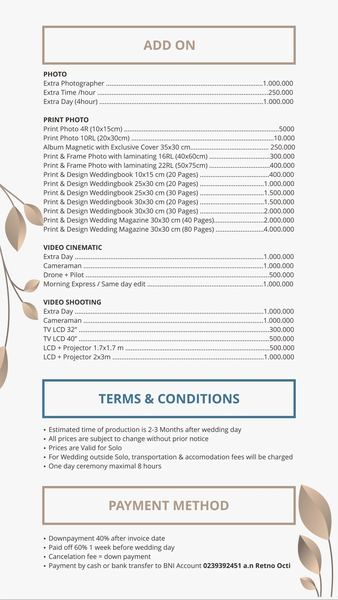 ADD ON
PHOTO
Extra Photographer ........ 1.000.000
Extra Time /hour ........ 250.000
Extra Day (4hour) ........ 1.000.000
PRINT PHOTO
Print Photo 4R (10x15cm) ........ 5000
Print Photo 10RL (20x30cm) ........ 10.000
Album Magnetic with Exclusive Cover 35x30 cm ........ 250.000
Print & Frame Photo with laminating 16RL (40x60cm) ........ 300.000
Print & Frame Photo with laminating 22RL (50x75cm) ........ 400.000
Print & Design Weddingbook 10x15 cm (20 Pages) ........ 400.000
Print & Design Weddingbook 25x30 cm (20 Pages) ........ 1.000.000
Print & Design Weddingbook 25x30 cm (30 Pages) ........ 1.500.000
Print & Design Weddingbook 30x30 cm (20 Pages) ........ 1.500.000
Print & Design Weddingbook 30x30 cm (30 Pages) ........ 2.000.000
Print & Design Wedding Magazine 30x30 cm (40 Pages) ........ 2.000.000
Print & Design Wedding Magazine 30x30 cm (80 Pages) ........ 4.000.000
VIDEO CINEMATIC
Extra Day ........ 1.000.000
Cameraman ........ 1.000.000
Drone + Pilot ........ 500.000
Morning Express / Same day edit ........ 1.000.000
VIDEO SHOOTING
Extra Day ........ 1.000.000
Cameraman ........ 1.000.000
TV LCD 32" ........ 300.000
TV LCD 40" ........ 500.000
LCD + Projector 1.7x1.7 m ........ 500.000
LCD + Projector 2x3m ........ 1.000.000
TERMS & CONDITIONS
• Estimated time of production is 2-3 Months after wedding day
• All prices are subject to change without prior notice
• Prices are Valid for Solo
• For Wedding outside Solo, transportation & accomodation fees will be charged
• One day ceremony maximal 8 hours
PAYMENT METHOD
• Downpayment 40% after invoice date
• Paid off 60% 1 week before wedding day
• Cancelation fee = down payment
• Payment by cash or bank transfer to BNI Account 0239392451 a.n Retno Octi